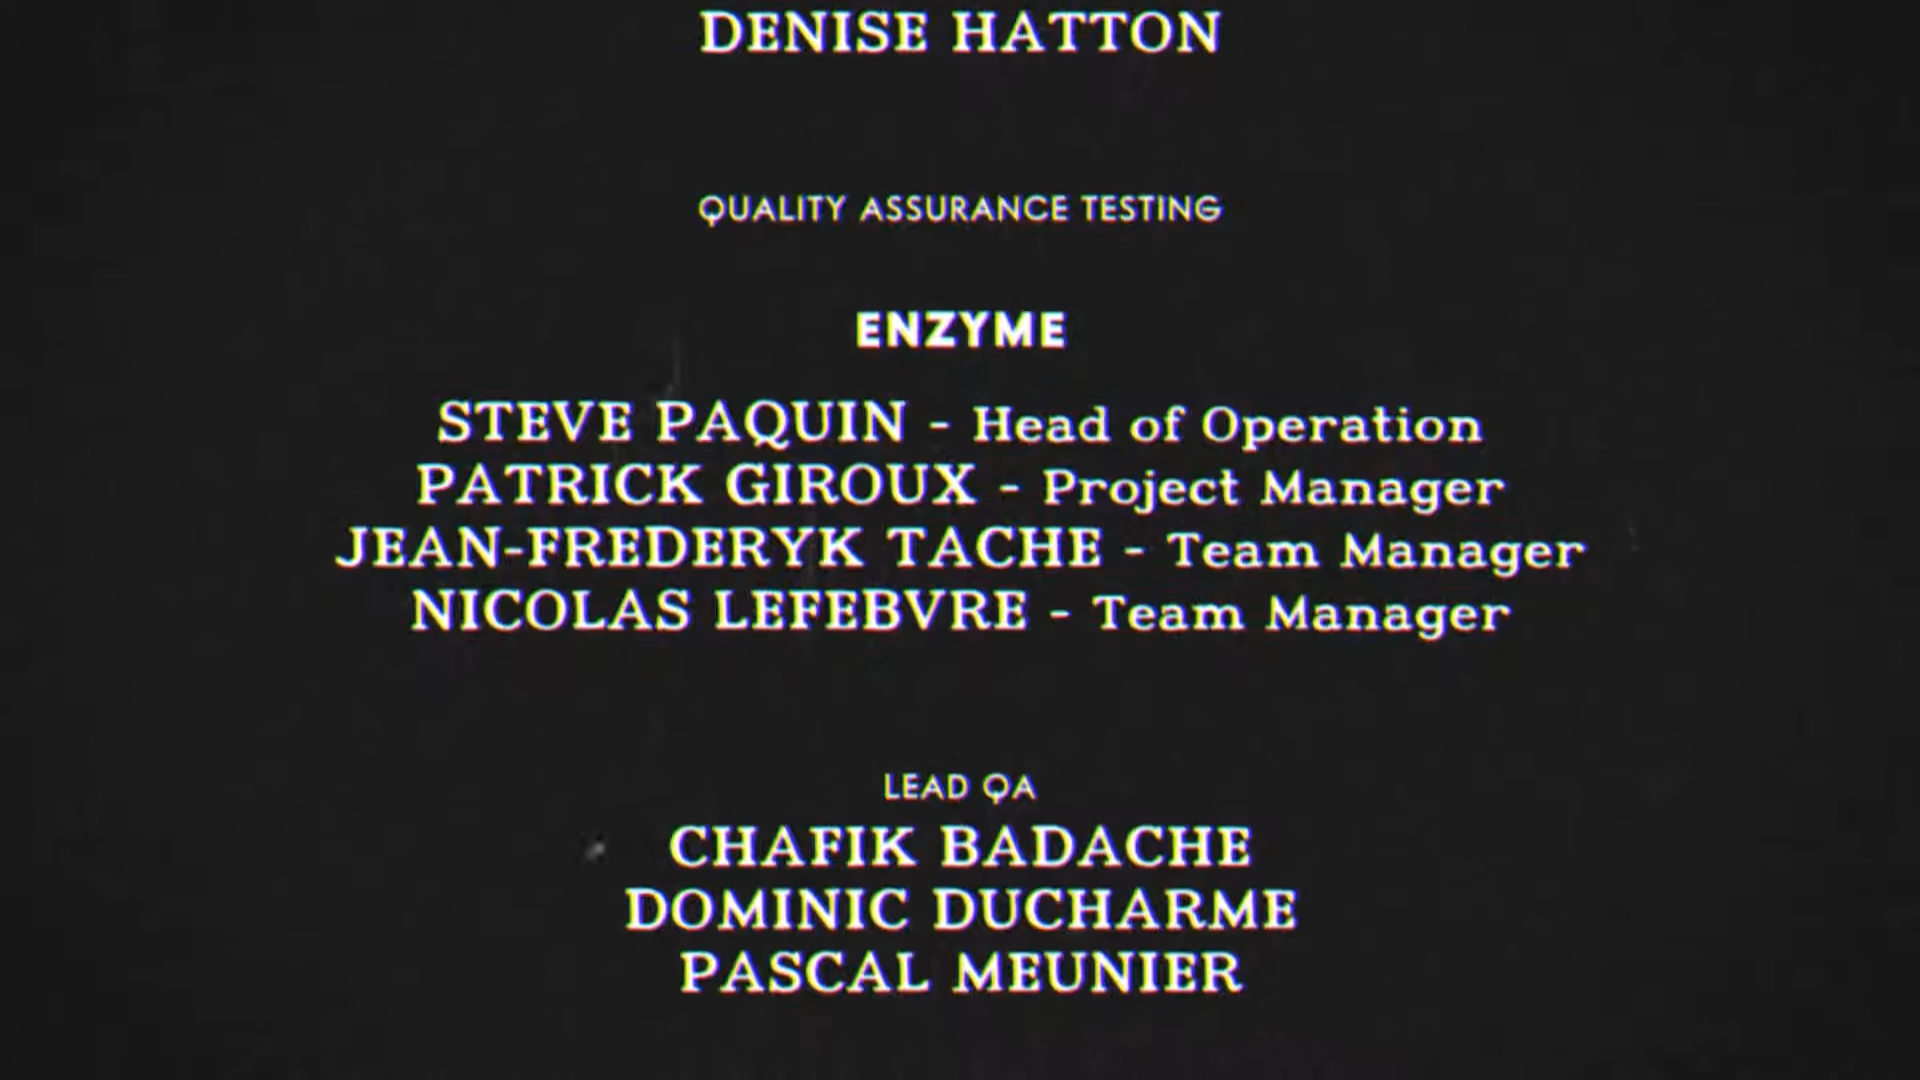 DENISE HATTON
QUALITY ASSURANCE TESTING
ENZYME
STEVE PAQUIN - Head of Operation
PATRICK GIROUX - Project Manager
JEAN-FREDERYK TACHE - Team Manager
NICOLAS LEFEBVRE - Team Manager
LEAD QA
CHAFIK BADACHE
DOMINIC DUCHARME
PASCAL MEUNIER